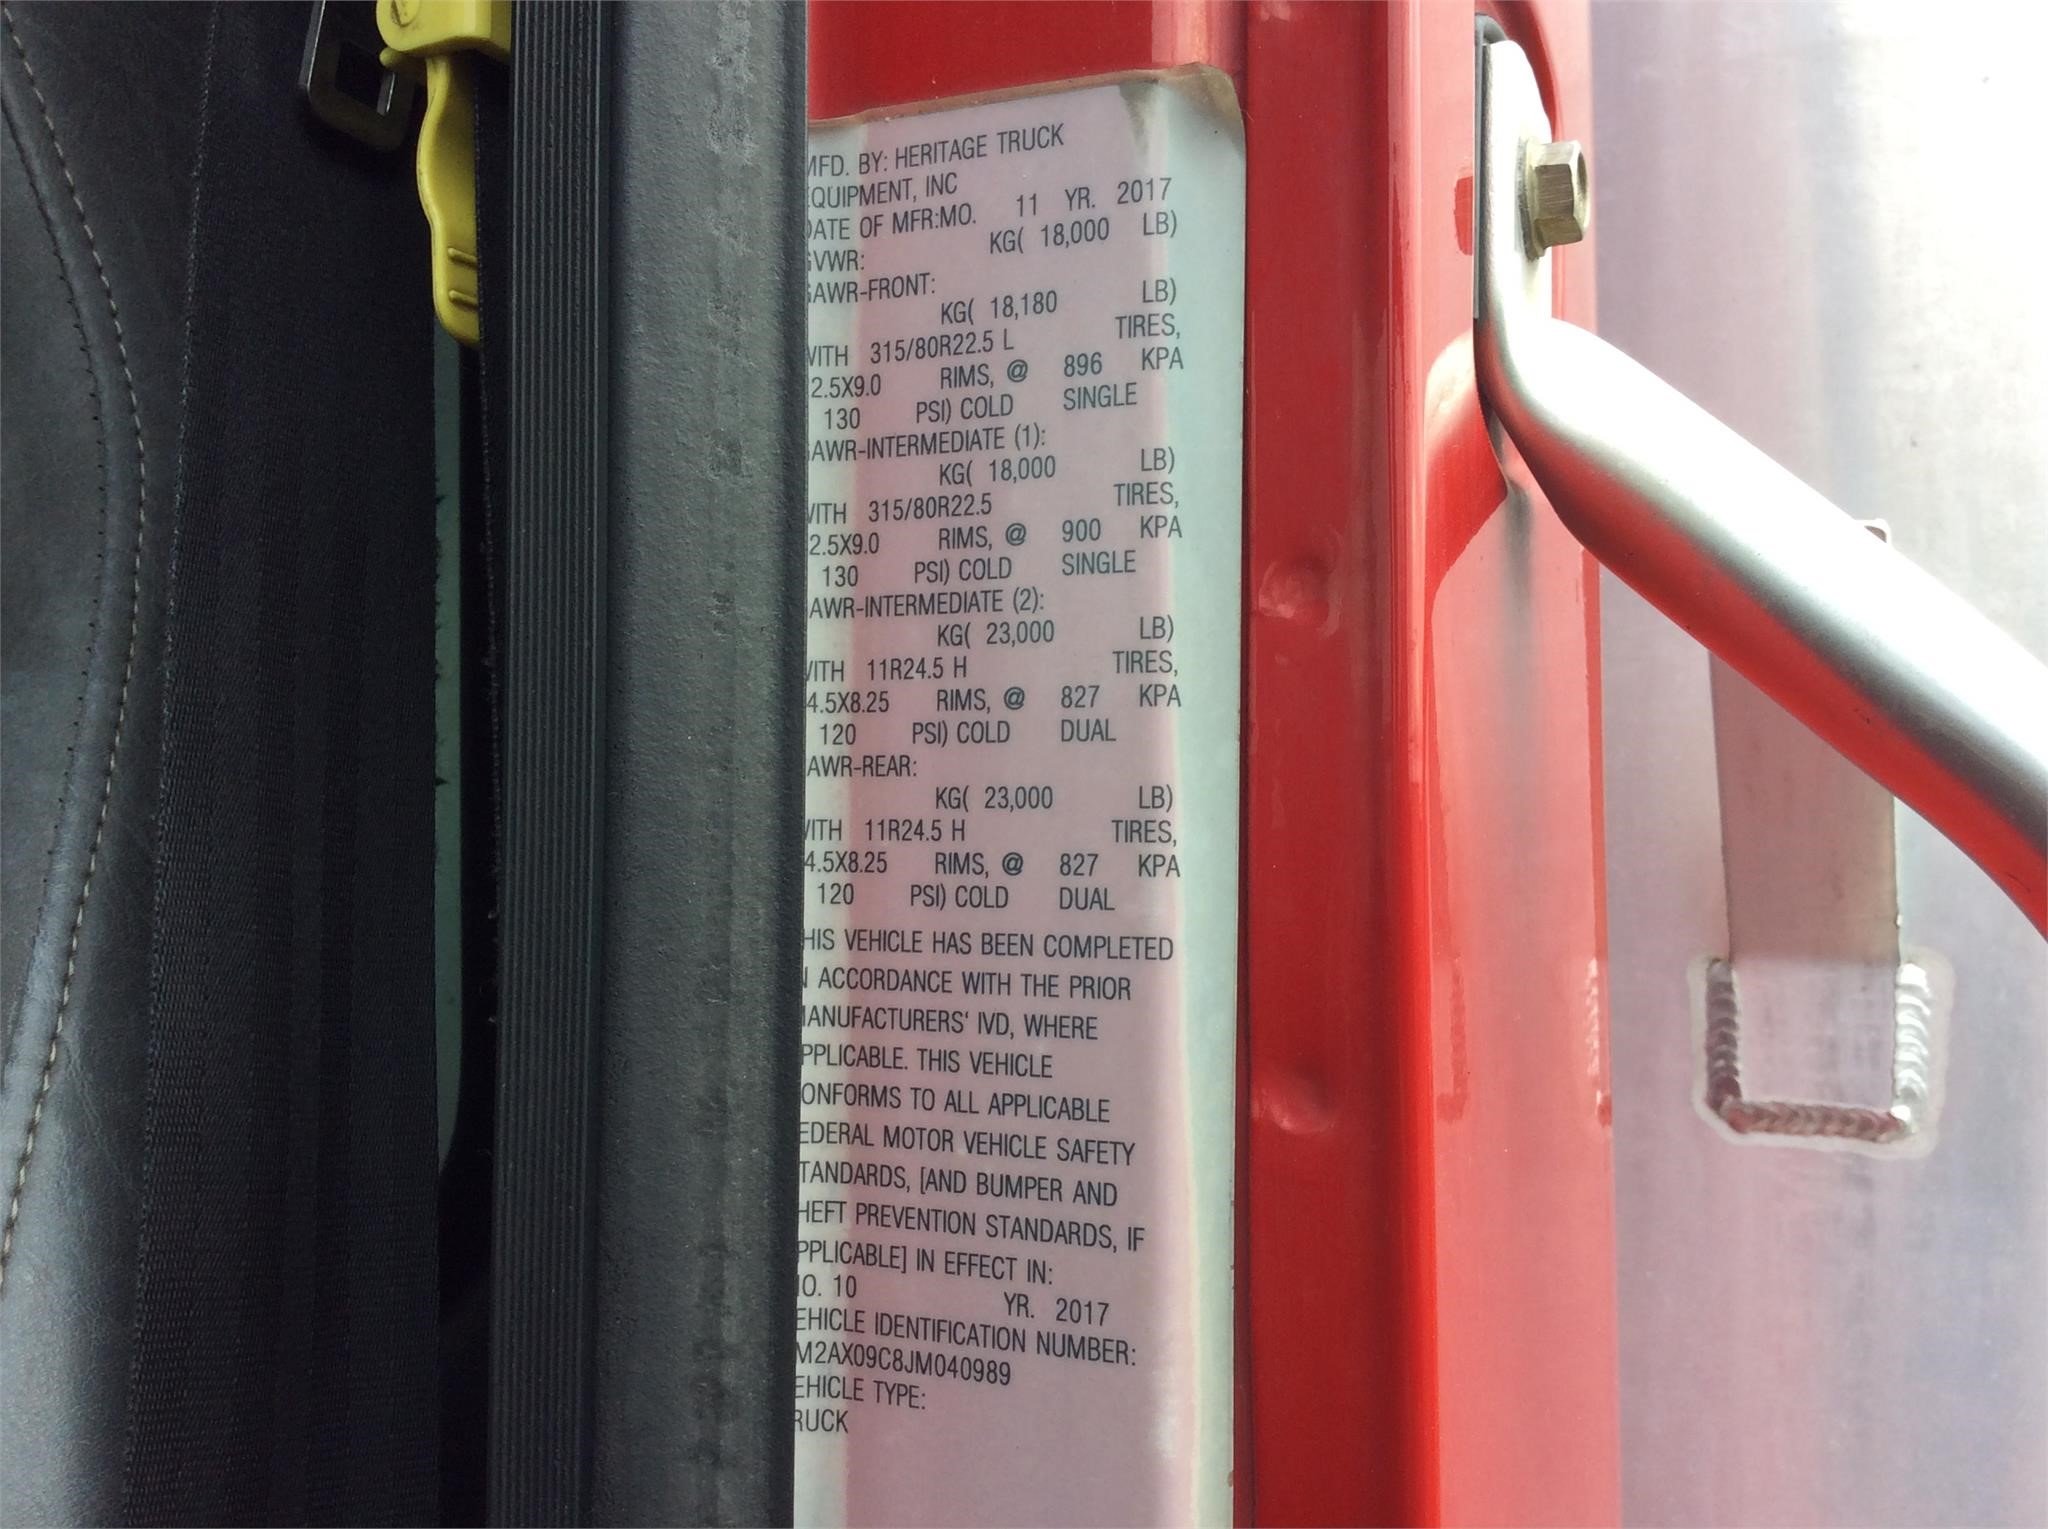 MFD. BY: HERITAGE TRUCK
EQUIPMENT, INC
DATE OF MFR:MO. 11 YR. 2017
GVWR: KG( 18,000 LB)
GAWR-FRONT:
KG( 18,180 LB)
WITH 315/80R22.5 L TIRES,
2.5X9.0 RIMS, @ 896 KPA
130 PSI) COLD SINGLE
GAWR-INTERMEDIATE (1):
KG( 18,000 LB)
WITH 315/80R22.5 TIRES,
2.5X9.0 RIMS, @ 900 KPA
130 PSI) COLD SINGLE
AWR-INTERMEDIATE (2):
KG( 23,000 LB)
WITH 11R24.5 H TIRES,
4.5X8.25 RIMS, @ 827 KPA
120 PSI) COLD DUAL
AWR-REAR:
KG( 23,000 LB)
WITH 11R24.5 H TIRES,
4.5X8.25 RIMS, @ 827 KPA
120 PSI) COLD DUAL
HIS VEHICLE HAS BEEN COMPLETED
N ACCORDANCE WITH THE PRIOR
MANUFACTURERS' IVD, WHERE
PPLICABLE. THIS VEHICLE
ONFORMS TO ALL APPLICABLE
EDERAL MOTOR VEHICLE SAFETY
TANDARDS, [AND BUMPER AND
HEFT PREVENTION STANDARDS, IF
PPLICABLE] IN EFFECT IN:
MO. 10 YR. 2017
EHICLE IDENTIFICATION NUMBER:
M2AX09C8JM040989
EHICLE TYPE:
RUCK